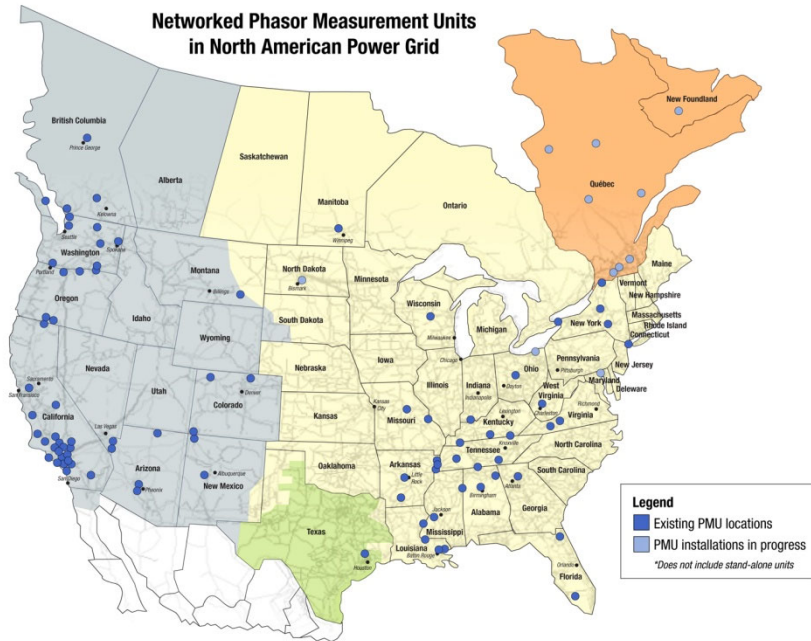 Networked Phasor Measurement Units
in North American Power Grid
New Foundland
British Columbia
Prince George
Alberta
Saskatchewan
Manitoba
Winnipeg
Ontario
Québec
Kelowna
Seattle
Spokane
Washington
Portland
Montana
Billings
North Dakota
Bismark
Minnesota
Maine
Vermont
New Hampshire
Oregon
Idaho
Wyoming
South Dakota
Wisconsin
Milwaukee
Michigan
New York
Massachusetts
Rhode Island
Connecticut
Nebraska
Iowa
Chicago
Pennsylvania
Pittsburgh
New Jersey
Nevada
Utah
Sacramento
San Francisco
Colorado
Denver
Kansas
Kansas
City
Missouri
Illinois
Indiana
Indianapolis
Ohio
Dayton
West
Virginia
Charleston
Maryland
Deleware
Richmond
Virginia
California
Las Vegas
Lexington
Kentucky
Knoxville
Tennessee
North Carolina
Arizona
Phoenix
Albuquerque
New Mexico
Oaklahoma
Arkansas
Little
Rock
South Carolina
San Diego
Birmingham
Atlanta
Alabama
Georgia
Texas
Houston
Jackson
Mississippi
Louisiana
Baton Rouge
Orlando
Florida
Legend
Existing PMU locations
PMU installations in progress
*Does not include stand-alone units